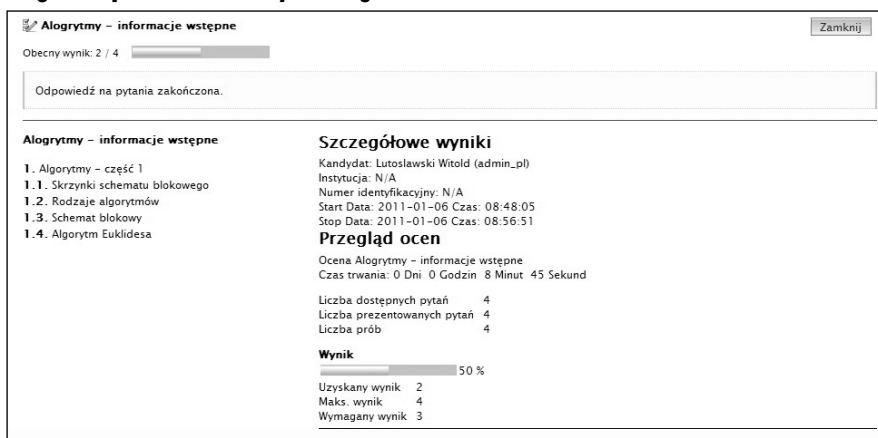 Alogrytmy – informacje wstępne
Zamknij
Obecny wynik: 2 / 4
Odpowiedź na pytania zakończona.
Alogrytmy – informacje wstępne
1. Algorytmy – część 1
1.1. Skrzynki schematu blokowego
1.2. Rodzaje algorytmów
1.3. Schemat blokowy
1.4. Algorytm Euklidesa
Szczegółowe wyniki
Kandydat: Lutoslawski Witold (admin_pl)
Instytucja: N/A
Numer identyfikacyjny: N/A
Start Data: 2011-01-06 Czas: 08:48:05
Stop Data: 2011-01-06 Czas: 08:56:51
Przegląd ocen
Ocena Alogrytmy – informacje wstępne
Czas trwania: 0 Dni 0 Godzin 8 Minut 45 Sekund
Liczba dostępnych pytań 4
Liczba prezentowanych pytań 4
Liczba prób 4
Wynik
50 %
Uzyskany wynik 2
Maks. wynik 4
Wymagany wynik 3